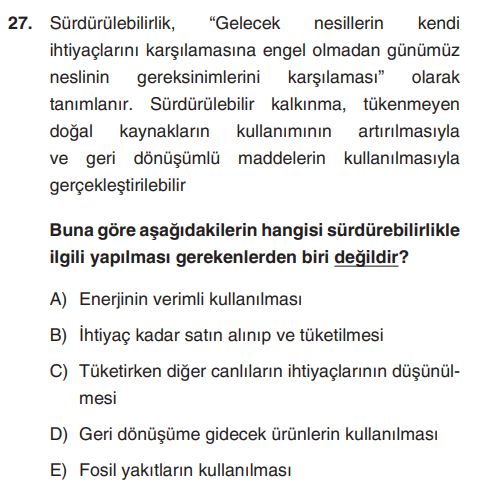 27. Sürdürülebilirlik, “Gelecek nesillerin kendi
ihtiyaçlarını karşılamasına engel olmadan günümüz
neslinin gereksinimlerini karşılaması” olarak
tanımlanır. Sürdürülebilir kalkınma, tükenmeyen
doğal kaynakların kullanımının artırılmasıyla
ve geri dönüşümlü maddelerin kullanılmasıyla
gerçekleştirilebilir
Buna göre aşağıdakilerin hangisi sürdürebilirlikle
ilgili yapılması gerekenlerden biri değildir?
A) Enerjinin verimli kullanılması
B) İhtiyaç kadar satın alınıp ve tüketilmesi
C) Tüketirken diğer canlıların ihtiyaçlarının düşünül-
mesi
D) Geri dönüşüme gidecek ürünlerin kullanılması
E) Fosil yakıtların kullanılması